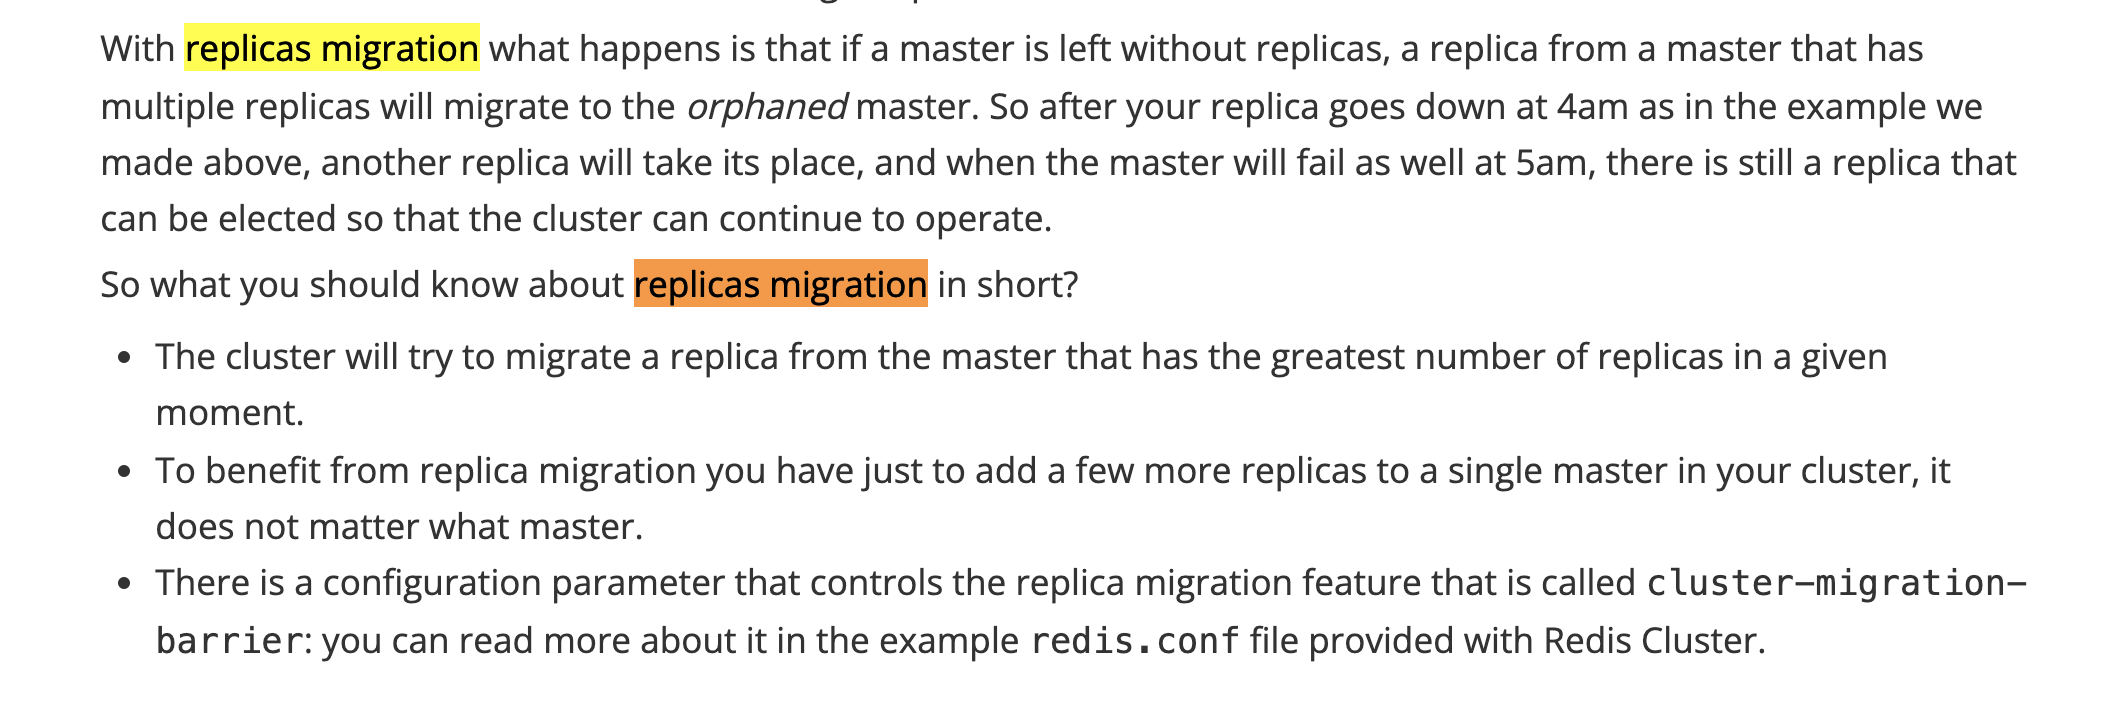 With replicas migration what happens is that if a master is left without replicas, a replica from a master that has
multiple replicas will migrate to the orphaned master. So after your replica goes down at 4am as in the example we
made above, another replica will take its place, and when the master will fail as well at 5am, there is still a replica that
can be elected so that the cluster can continue to operate.
So what you should know about replicas migration in short?
• The cluster will try to migrate a replica from the master that has the greatest number of replicas in a given
moment.
• To benefit from replica migration you have just to add a few more replicas to a single master in your cluster, it
does not matter what master.
• There is a configuration parameter that controls the replica migration feature that is called cluster-migration-
barrier: you can read more about it in the example redis.conf file provided with Redis Cluster.